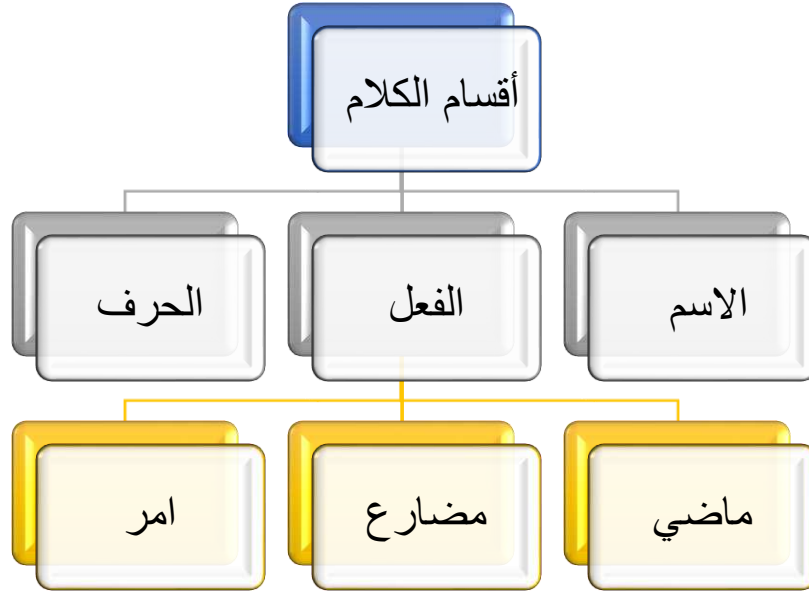 أقسام الكلام
الاسم
الفعل
الحرف
ماضي
مضارع
امر